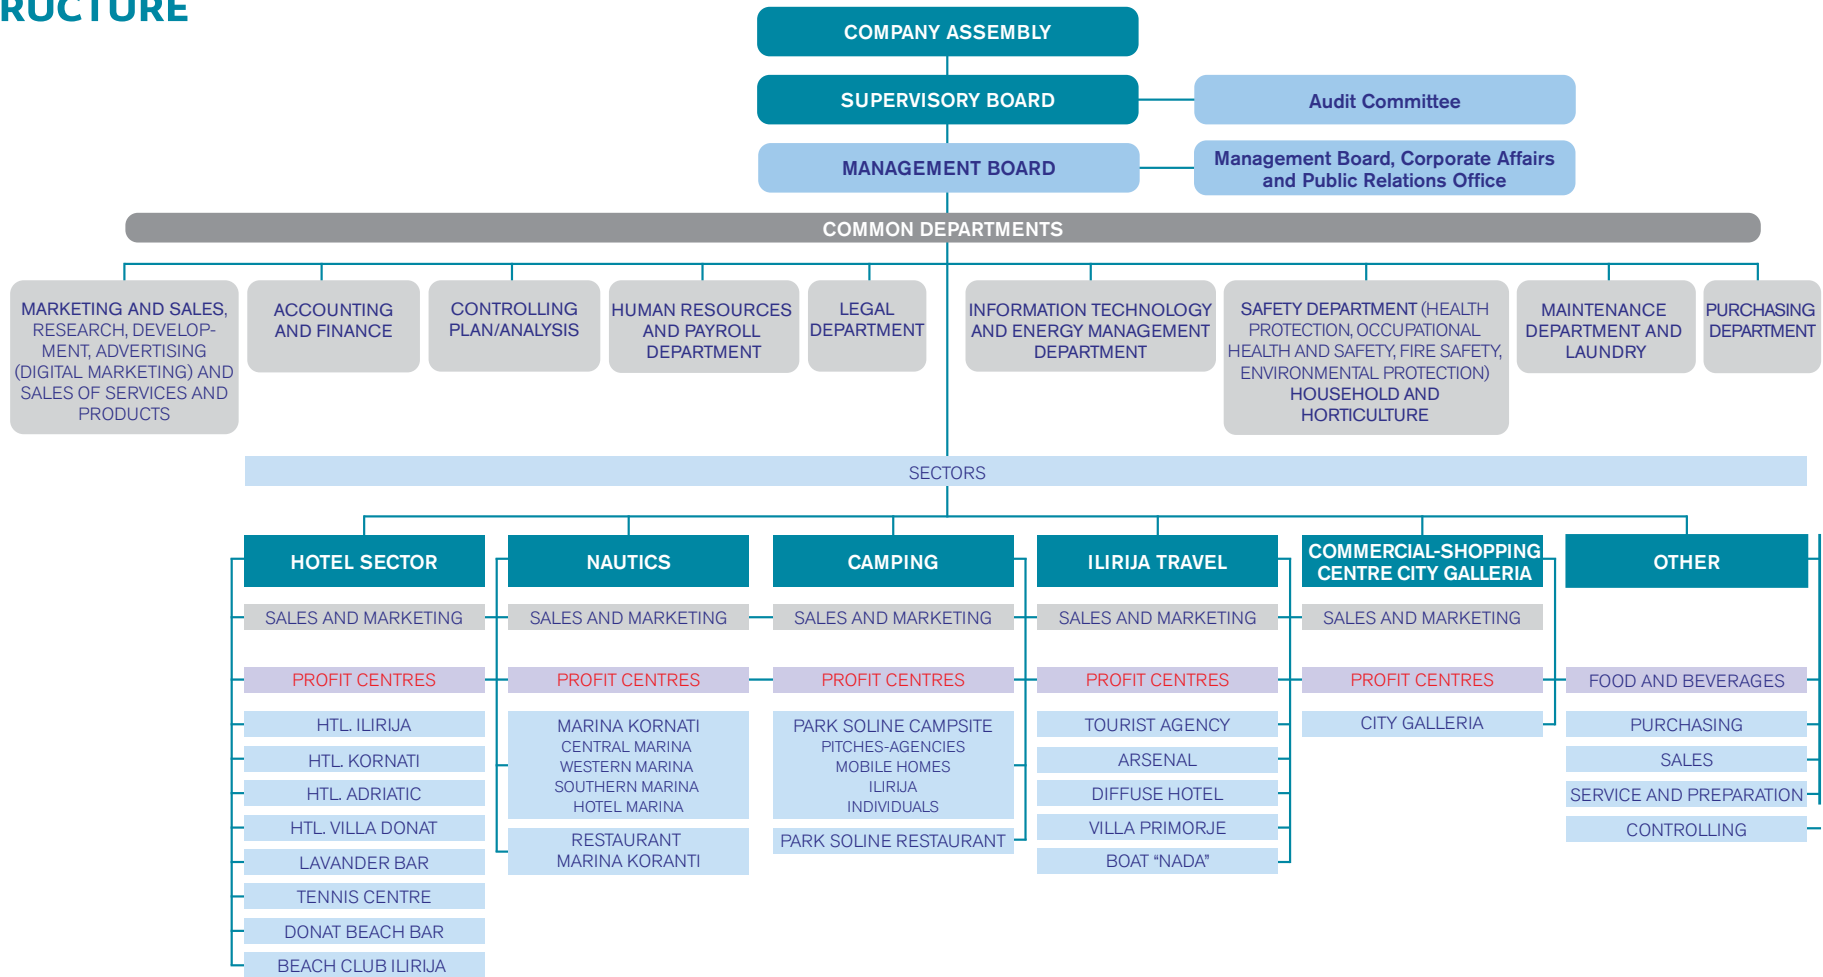 RUCTURE
COMPANY ASSEMBLY
SUPERVISORY BOARD
Audit Committee
MANAGEMENT BOARD
Management Board, Corporate Affairs
and Public Relations Office
COMMON DEPARTMENTS
MARKETING AND SALES,
RESEARCH, DEVELOP-
MENT, ADVERTISING
(DIGITAL MARKETING) AND
SALES OF SERVICES AND
PRODUCTS
ACCOUNTING
AND FINANCE
CONTROLLING
PLAN/ANALYSIS
HUMAN RESOURCES
AND PAYROLL
DEPARTMENT
LEGAL
DEPARTMENT
INFORMATION TECHNOLOGY
AND ENERGY MANAGEMENT
DEPARTMENT
SAFETY DEPARTMENT (HEALTH
PROTECTION, OCCUPATIONAL
HEALTH AND SAFETY, FIRE SAFETY,
ENVIRONMENTAL PROTECTION)
HOUSEHOLD AND
HORTICULTURE
MAINTENANCE
DEPARTMENT AND
LAUNDRY
PURCHASING
DEPARTMENT
SECTORS
HOTEL SECTOR
SALES AND MARKETING
PROFIT CENTRES
HTL. ILIRIJA
HTL. KORNATI
HTL. ADRIATIC
HTL. VILLA DONAT
LAVANDER BAR
TENNIS CENTRE
DONAT BEACH BAR
BEACH CLUB ILIRIJA
NAUTICS
SALES AND MARKETING
PROFIT CENTRES
MARINA KORNATI
CENTRAL MARINA
WESTERN MARINA
SOUTHERN MARINA
HOTEL MARINA
RESTAURANT
MARINA KORANTI
CAMPING
SALES AND MARKETING
PROFIT CENTRES
PARK SOLINE CAMPSITE
PITCHES-AGENCIES
MOBILE HOMES
ILIRIJA
INDIVIDUALS
PARK SOLINE RESTAURANT
ILIRIJA TRAVEL
SALES AND MARKETING
PROFIT CENTRES
TOURIST AGENCY
ARSENAL
DIFFUSE HOTEL
VILLA PRIMORJE
BOAT “NADA”
COMMERCIAL-SHOPPING
CENTRE CITY GALLERIA
SALES AND MARKETING
PROFIT CENTRES
CITY GALLERIA
OTHER
FOOD AND BEVERAGES
PURCHASING
SALES
SERVICE AND PREPARATION
CONTROLLING